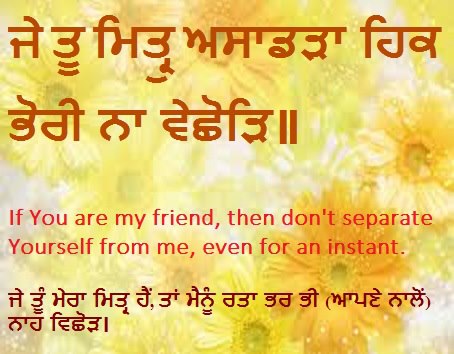 ਜੇ ਤੂ ਮਿਤ੍ਰੁ ਅਸਾਡੜਾ ਹਿਕ
ਭੋਰੀ ਨਾ ਵੇਛੋੜਿ॥
If You are my friend, then don't separate
Yourself from me, even for an instant.
ਜੇ ਤੂੰ ਮੇਰਾ ਮਿਤ੍ਰ ਹੈਂ, ਤਾਂ ਮੈਨੂੰ ਰਤਾ ਭਰ ਭੀ (ਆਪਣੇ ਨਾਲੋਂ)
ਨਾਹ ਵਿਛੋੜ।